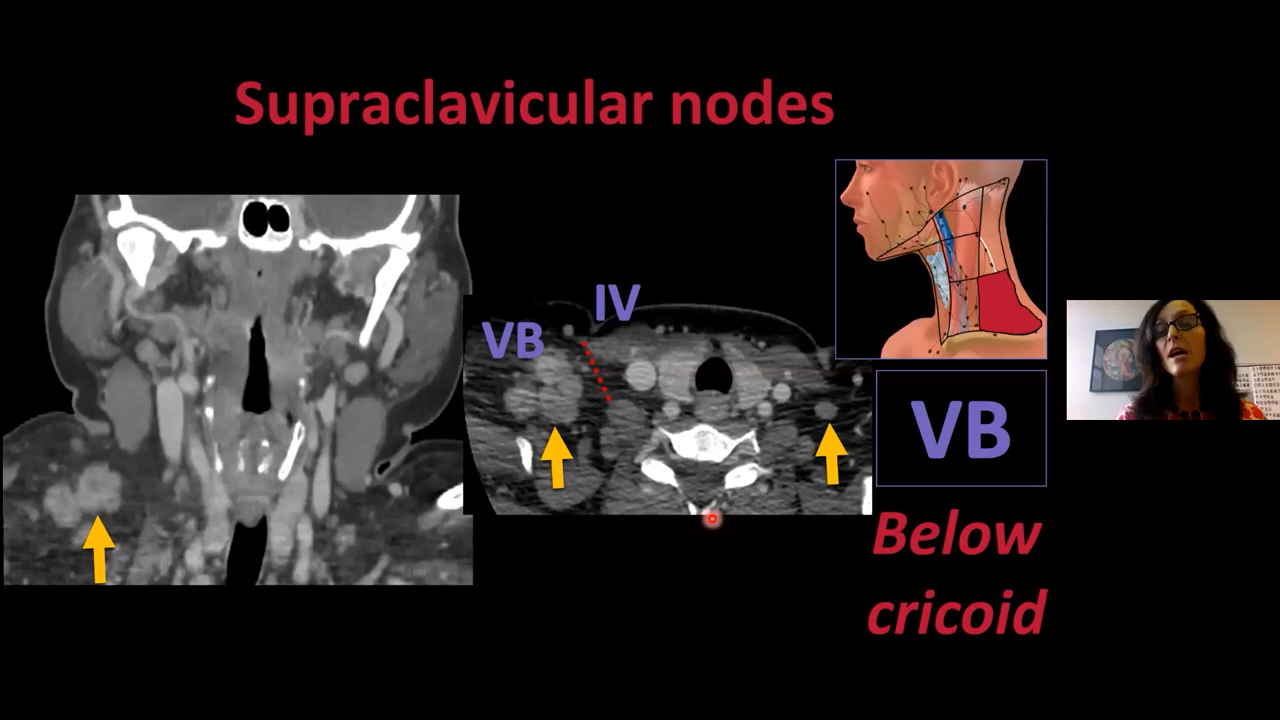 Supraclavicular nodes
IV
VB
VB
Below
cricoid